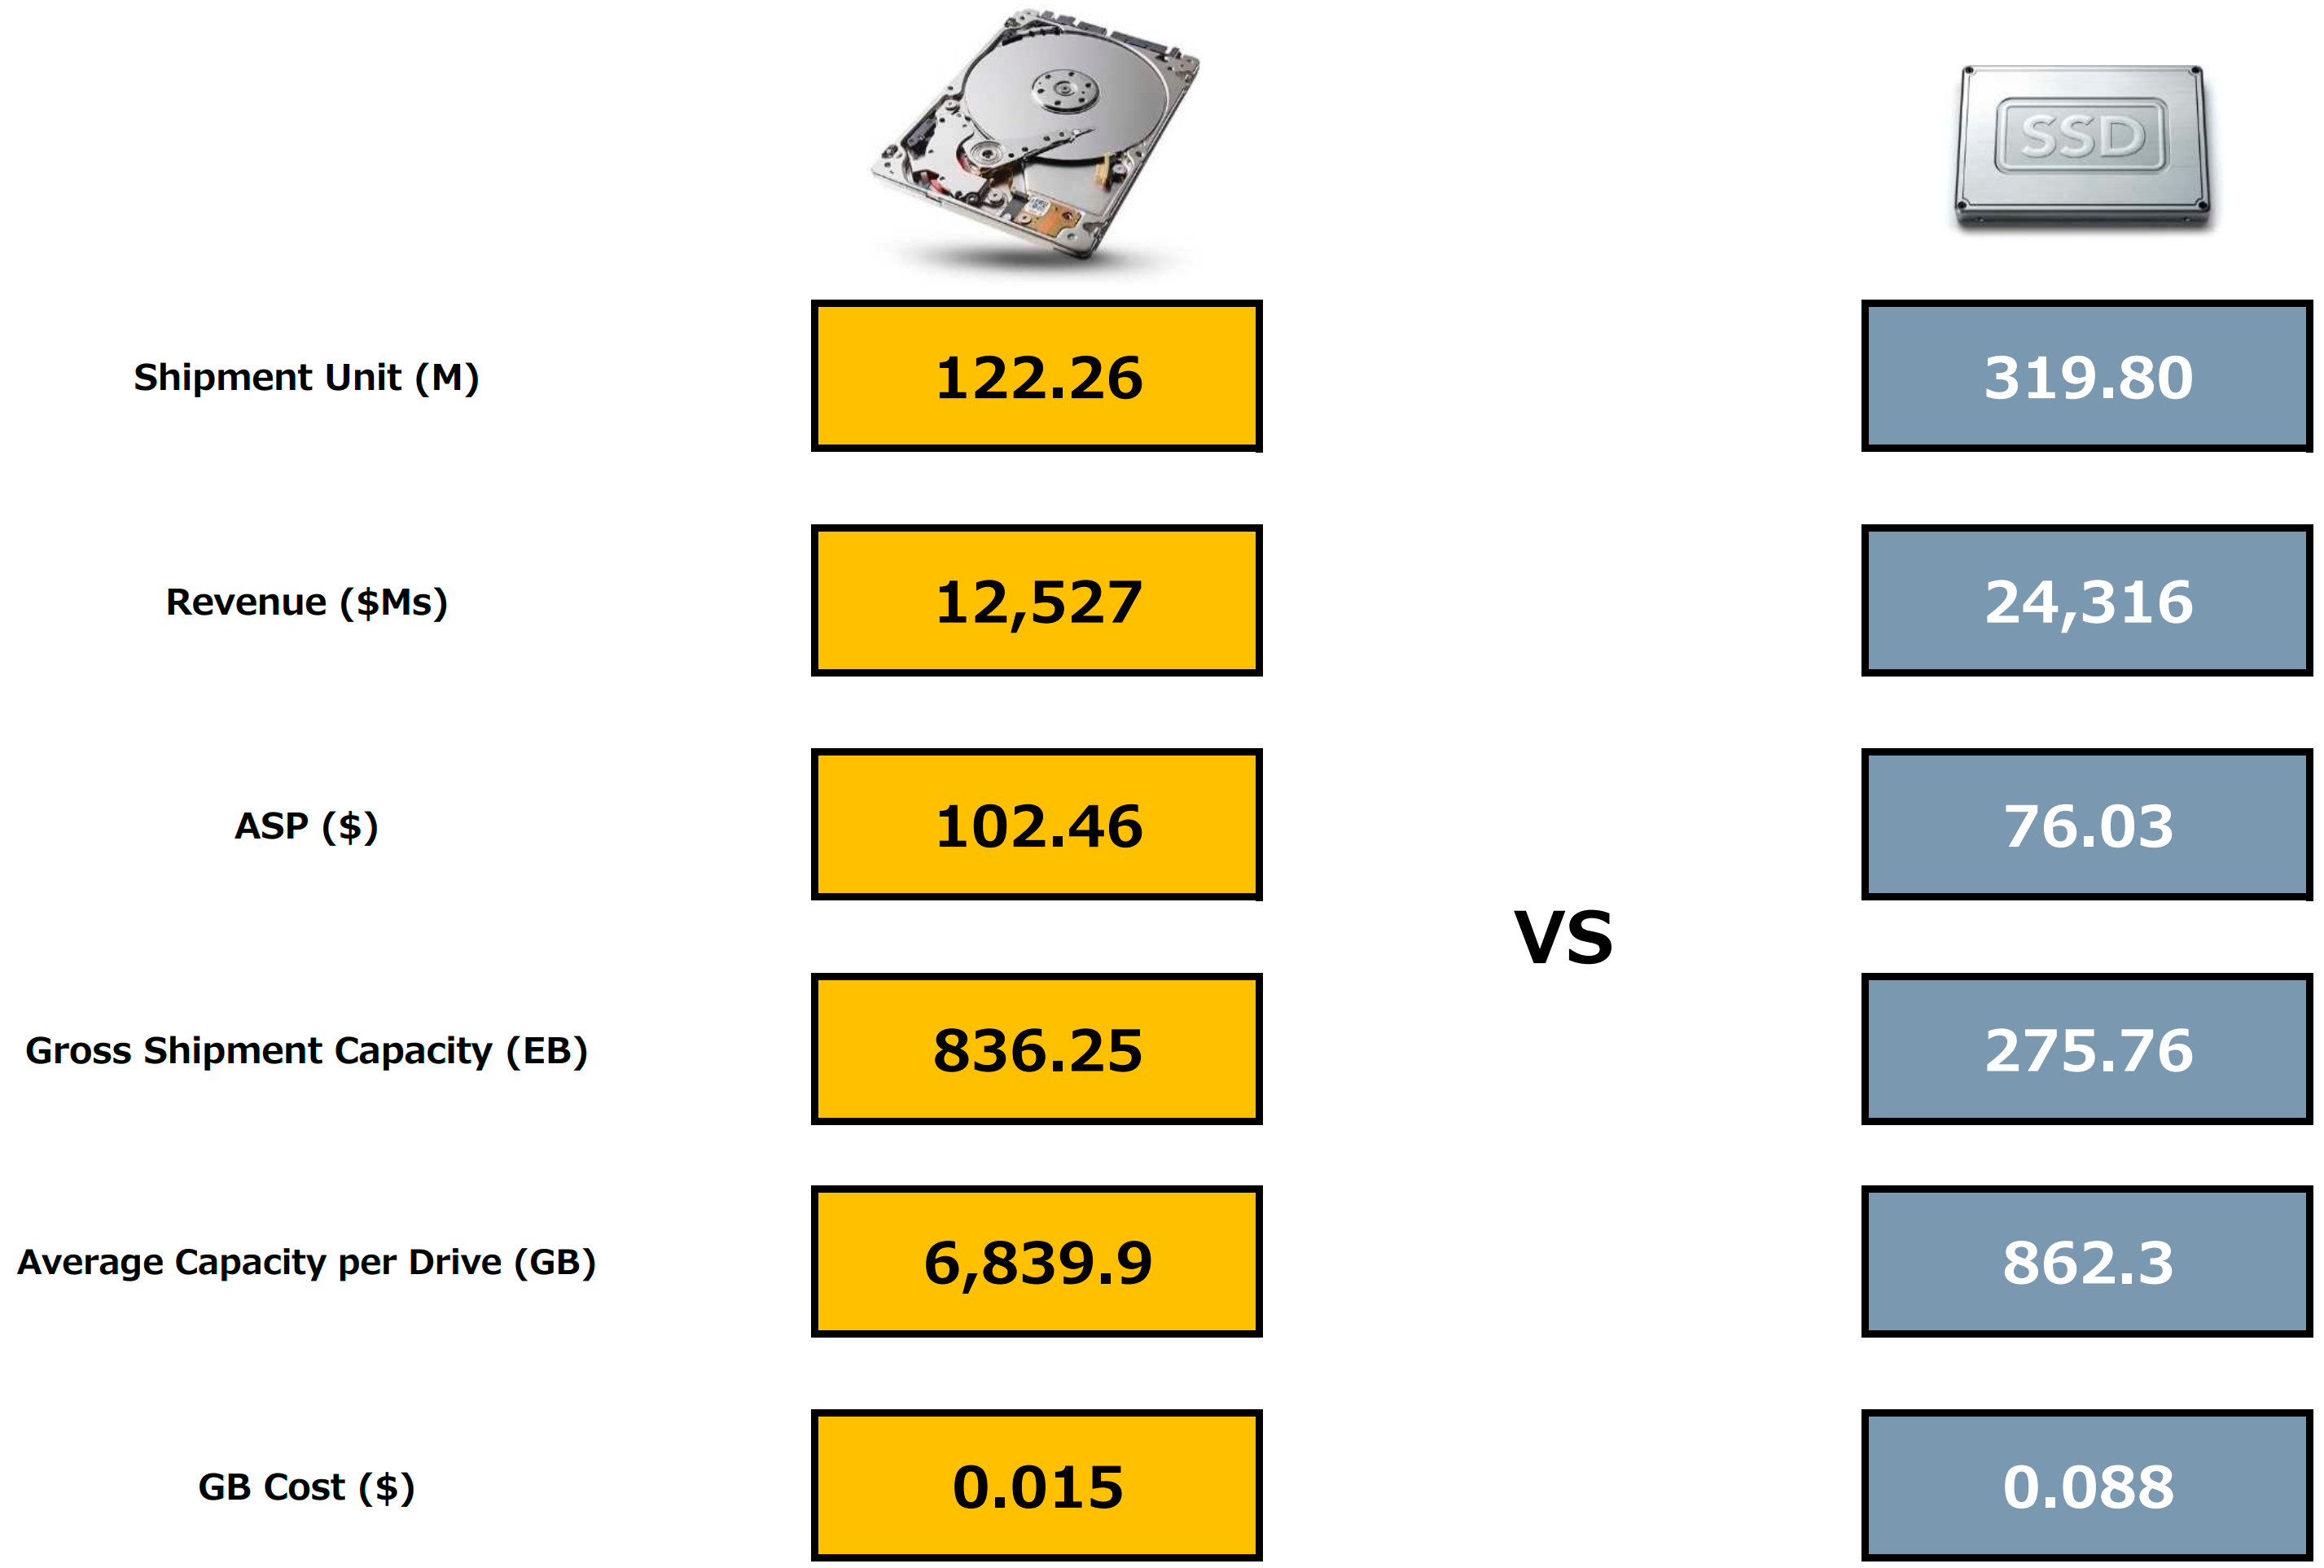 SSD
Shipment Unit (M) 122.26 319.80
Revenue ($Ms) 12,527 24,316
ASP ($) 102.46 76.03
VS
Gross Shipment Capacity (EB) 836.25 275.76
Average Capacity per Drive (GB) 6,839.9 862.3
GB Cost ($) 0.015 0.088